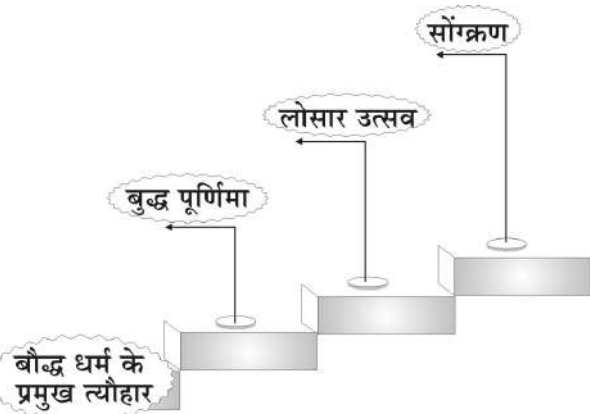 सोंग्क्रण
लोसार उत्सव
बुद्ध पूर्णिमा
बौद्ध धर्म के
प्रमुख त्यौहार